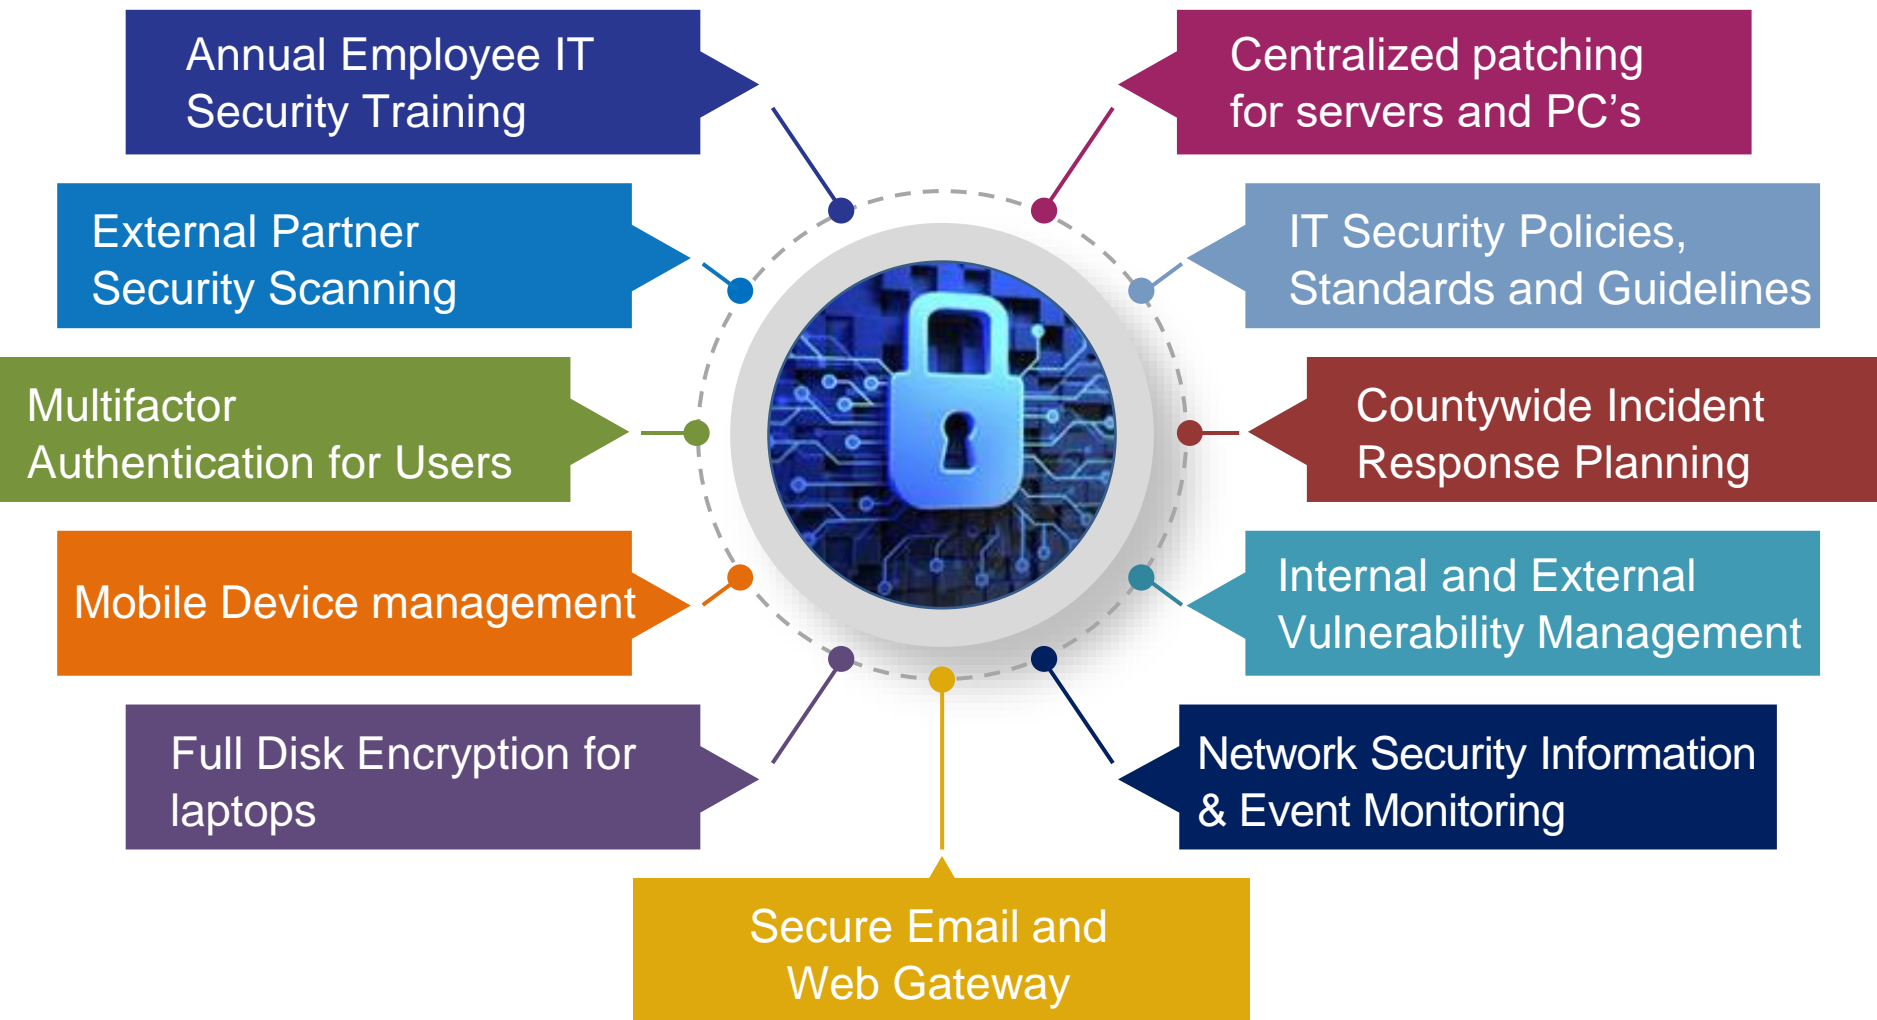 Annual Employee IT
Security Training
External Partner
Security Scanning
Multifactor
Authentication for Users
Mobile Device management
Full Disk Encryption for
laptops
Secure Email and
Web Gateway
Centralized patching
for servers and PC’s
IT Security Policies,
Standards and Guidelines
Countywide Incident
Response Planning
Internal and External
Vulnerability Management
Network Security Information
& Event Monitoring